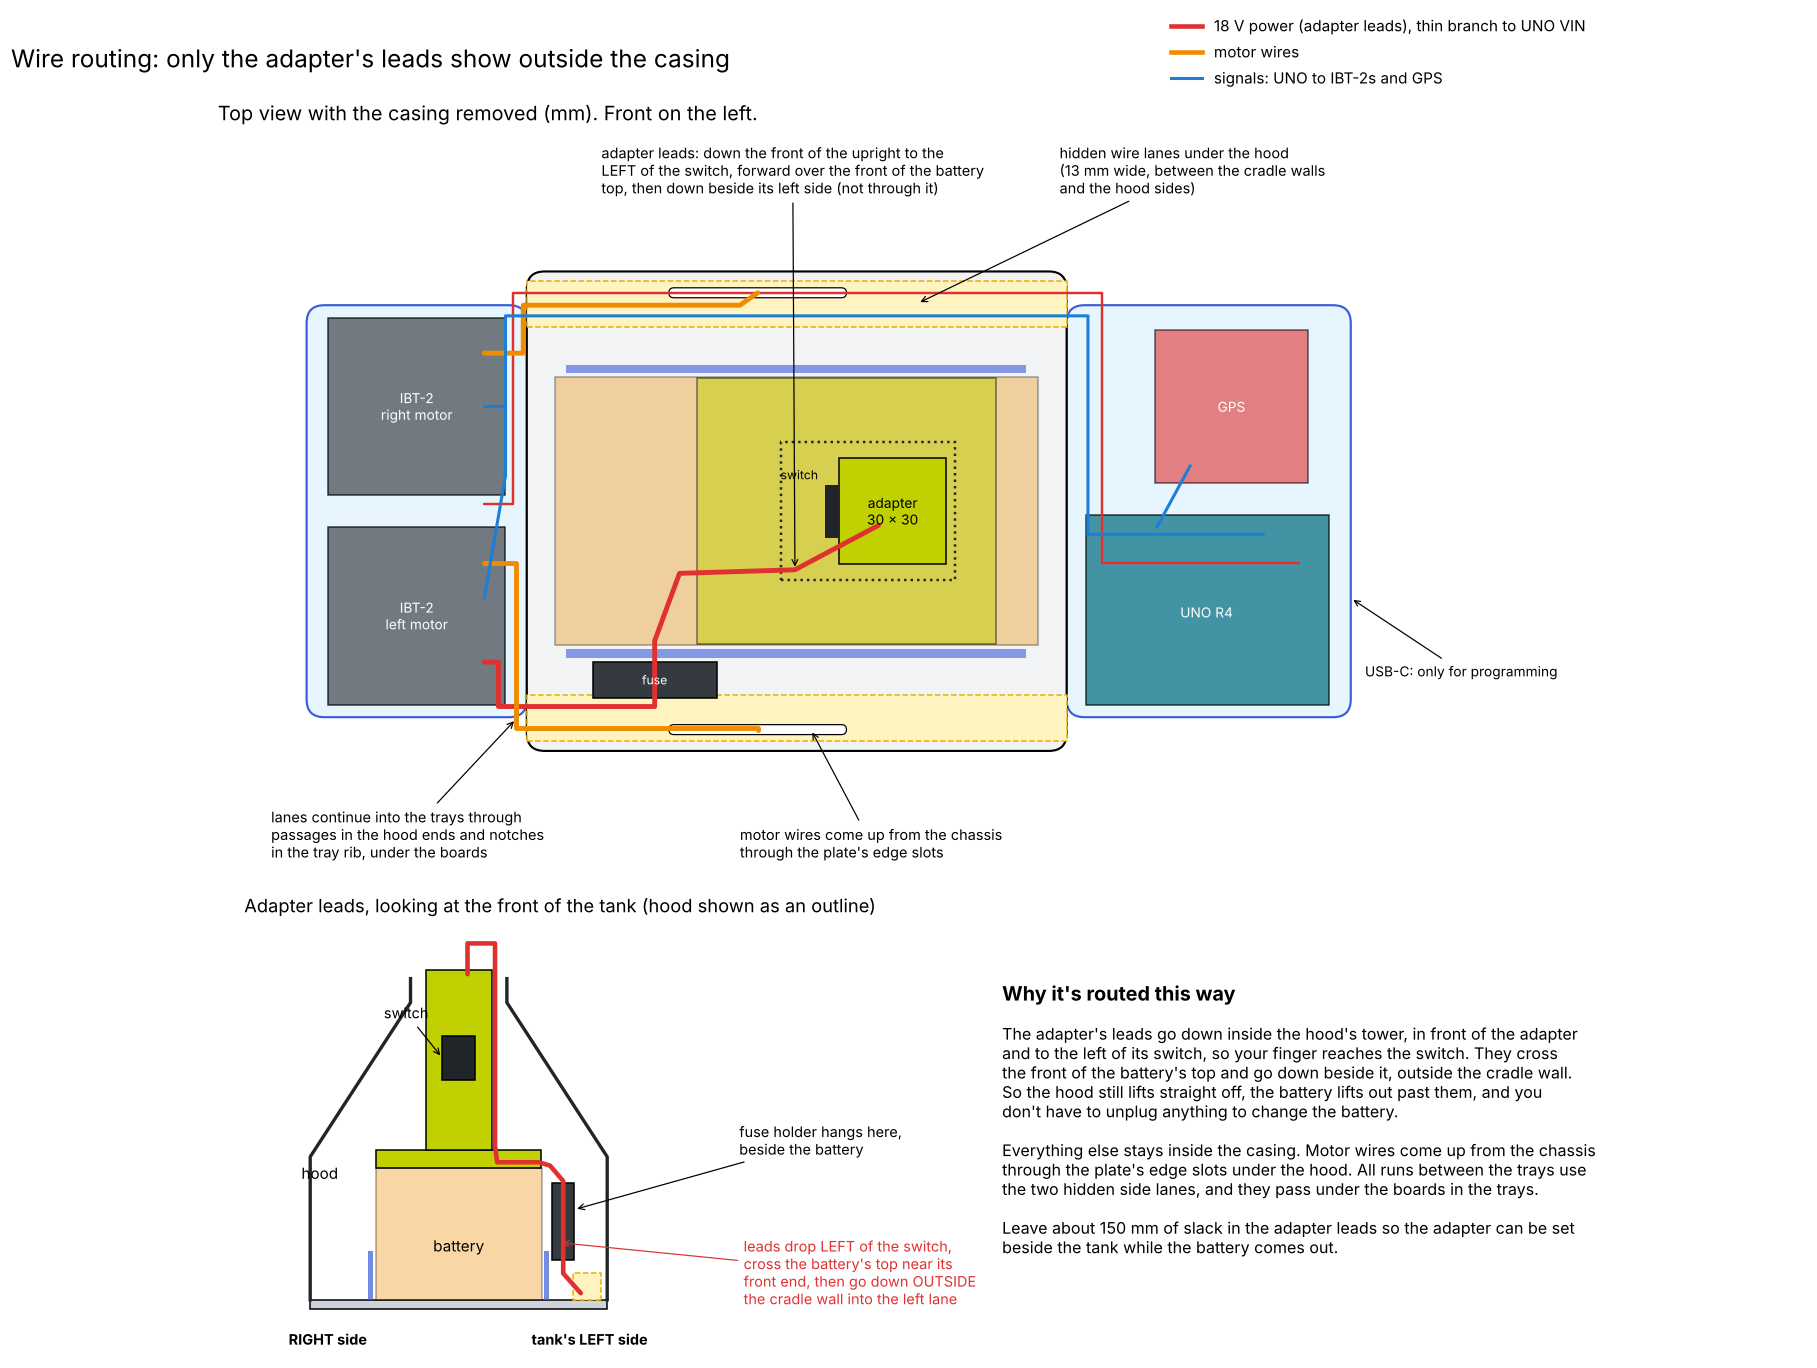 18 V power (adapter leads), thin branch to UNO VIN
motor wires
signals: UNO to IBT-2s and GPS
Wire routing: only the adapter's leads show outside the casing
Top view with the casing removed (mm). Front on the left.
adapter leads: down the front of the upright to the
LEFT of the switch, forward over the front of the battery
top, then down beside its left side (not through it)
hidden wire lanes under the hood
(13 mm wide, between the cradle walls
and the hood sides)
IBT-2
right motor
GPS
switch
adapter
30 × 30
IBT-2
left motor
UNO R4
fuse
USB-C: only for programming
lanes continue into the trays through
passages in the hood ends and notches
in the tray rib, under the boards
motor wires come up from the chassis
through the plate's edge slots
Adapter leads, looking at the front of the tank (hood shown as an outline)
switch
hood
battery
fuse holder hangs here,
beside the battery
leads drop LEFT of the switch,
cross the battery's top near its
front end, then go down OUTSIDE
the cradle wall into the left lane
RIGHT side
tank's LEFT side
Why it's routed this way
The adapter's leads go down inside the hood's tower, in front of the adapter
and to the left of its switch, so your finger reaches the switch. They cross
the front of the battery's top and go down beside it, outside the cradle wall.
So the hood still lifts straight off, the battery lifts out past them, and you
don't have to unplug anything to change the battery.
Everything else stays inside the casing. Motor wires come up from the chassis
through the plate's edge slots under the hood. All runs between the trays use
the two hidden side lanes, and they pass under the boards in the trays.
Leave about 150 mm of slack in the adapter leads so the adapter can be set
beside the tank while the battery comes out.